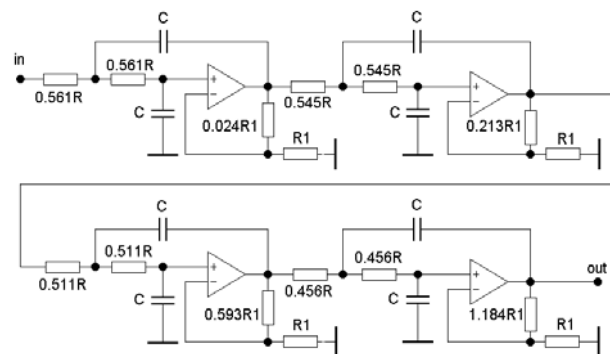 C C
in 0.561R
0.561R
0.545R
0.545R
C C
0.024R1 R1
0.213R1 R1
C C
0.511R
0.511R
0.456R
0.456R
out
C C
0.593R1 R1
1.184R1 R1
+
−
+
−
+
−
+
−